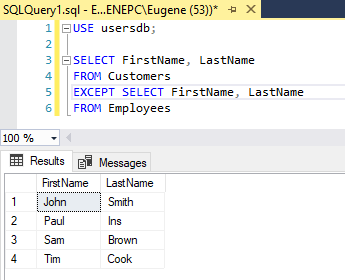 SQLQuery1.sql - E...ENEPC\Eugene (53))*
1 USE usersdb;
2
3 SELECT FirstName, LastName
4 FROM Customers
5 EXCEPT SELECT FirstName, LastName
6 FROM Employees
100 %
Results Messages
FirstName LastName
1 John Smith
2 Paul Ins
3 Sam Brown
4 Tim Cook